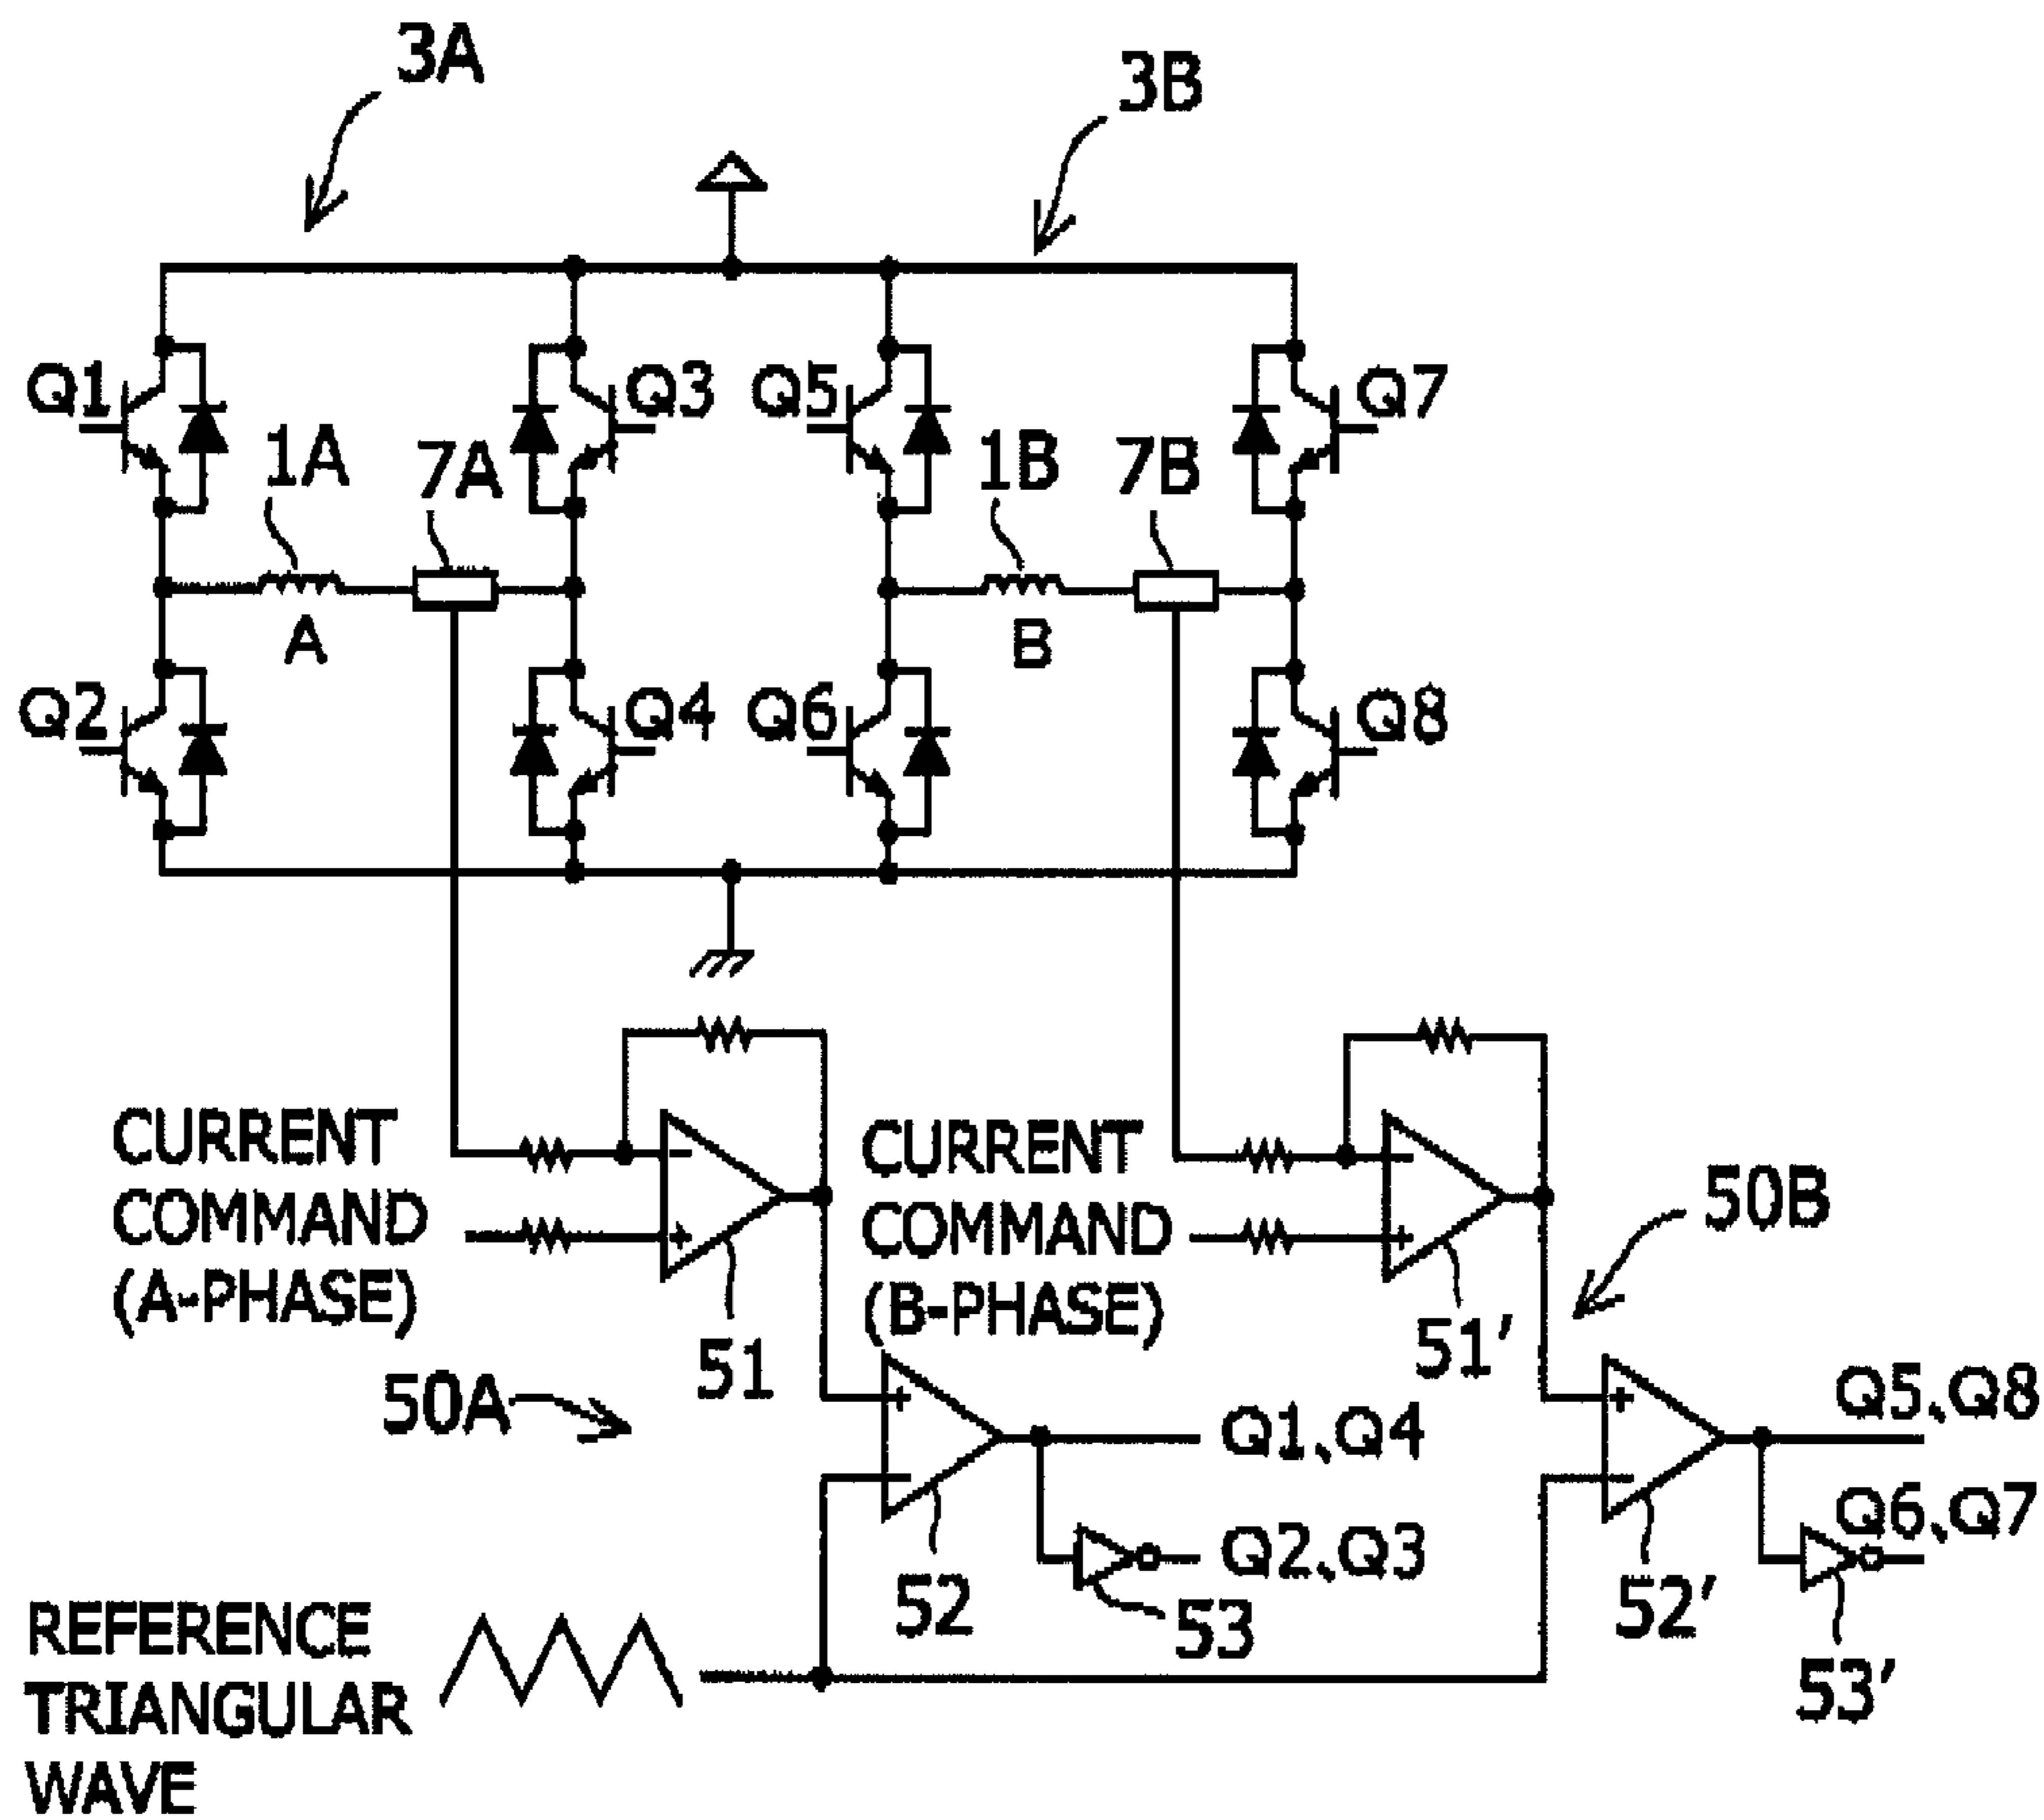 3A
3B
Q1
Q3
Q5
Q7
1A
7A
1B
7B
A
B
Q2
Q4
Q6
Q8
CURRENT
COMMAND
(A-PHASE)
CURRENT
COMMAND
(B-PHASE)
- +
- +
50B
51
51'
50A
+ -
+ -
Q1,Q4
Q2,Q3
Q5,Q8
Q6,Q7
52
53
52'
53'
REFERENCE
TRIANGULAR
WAVE